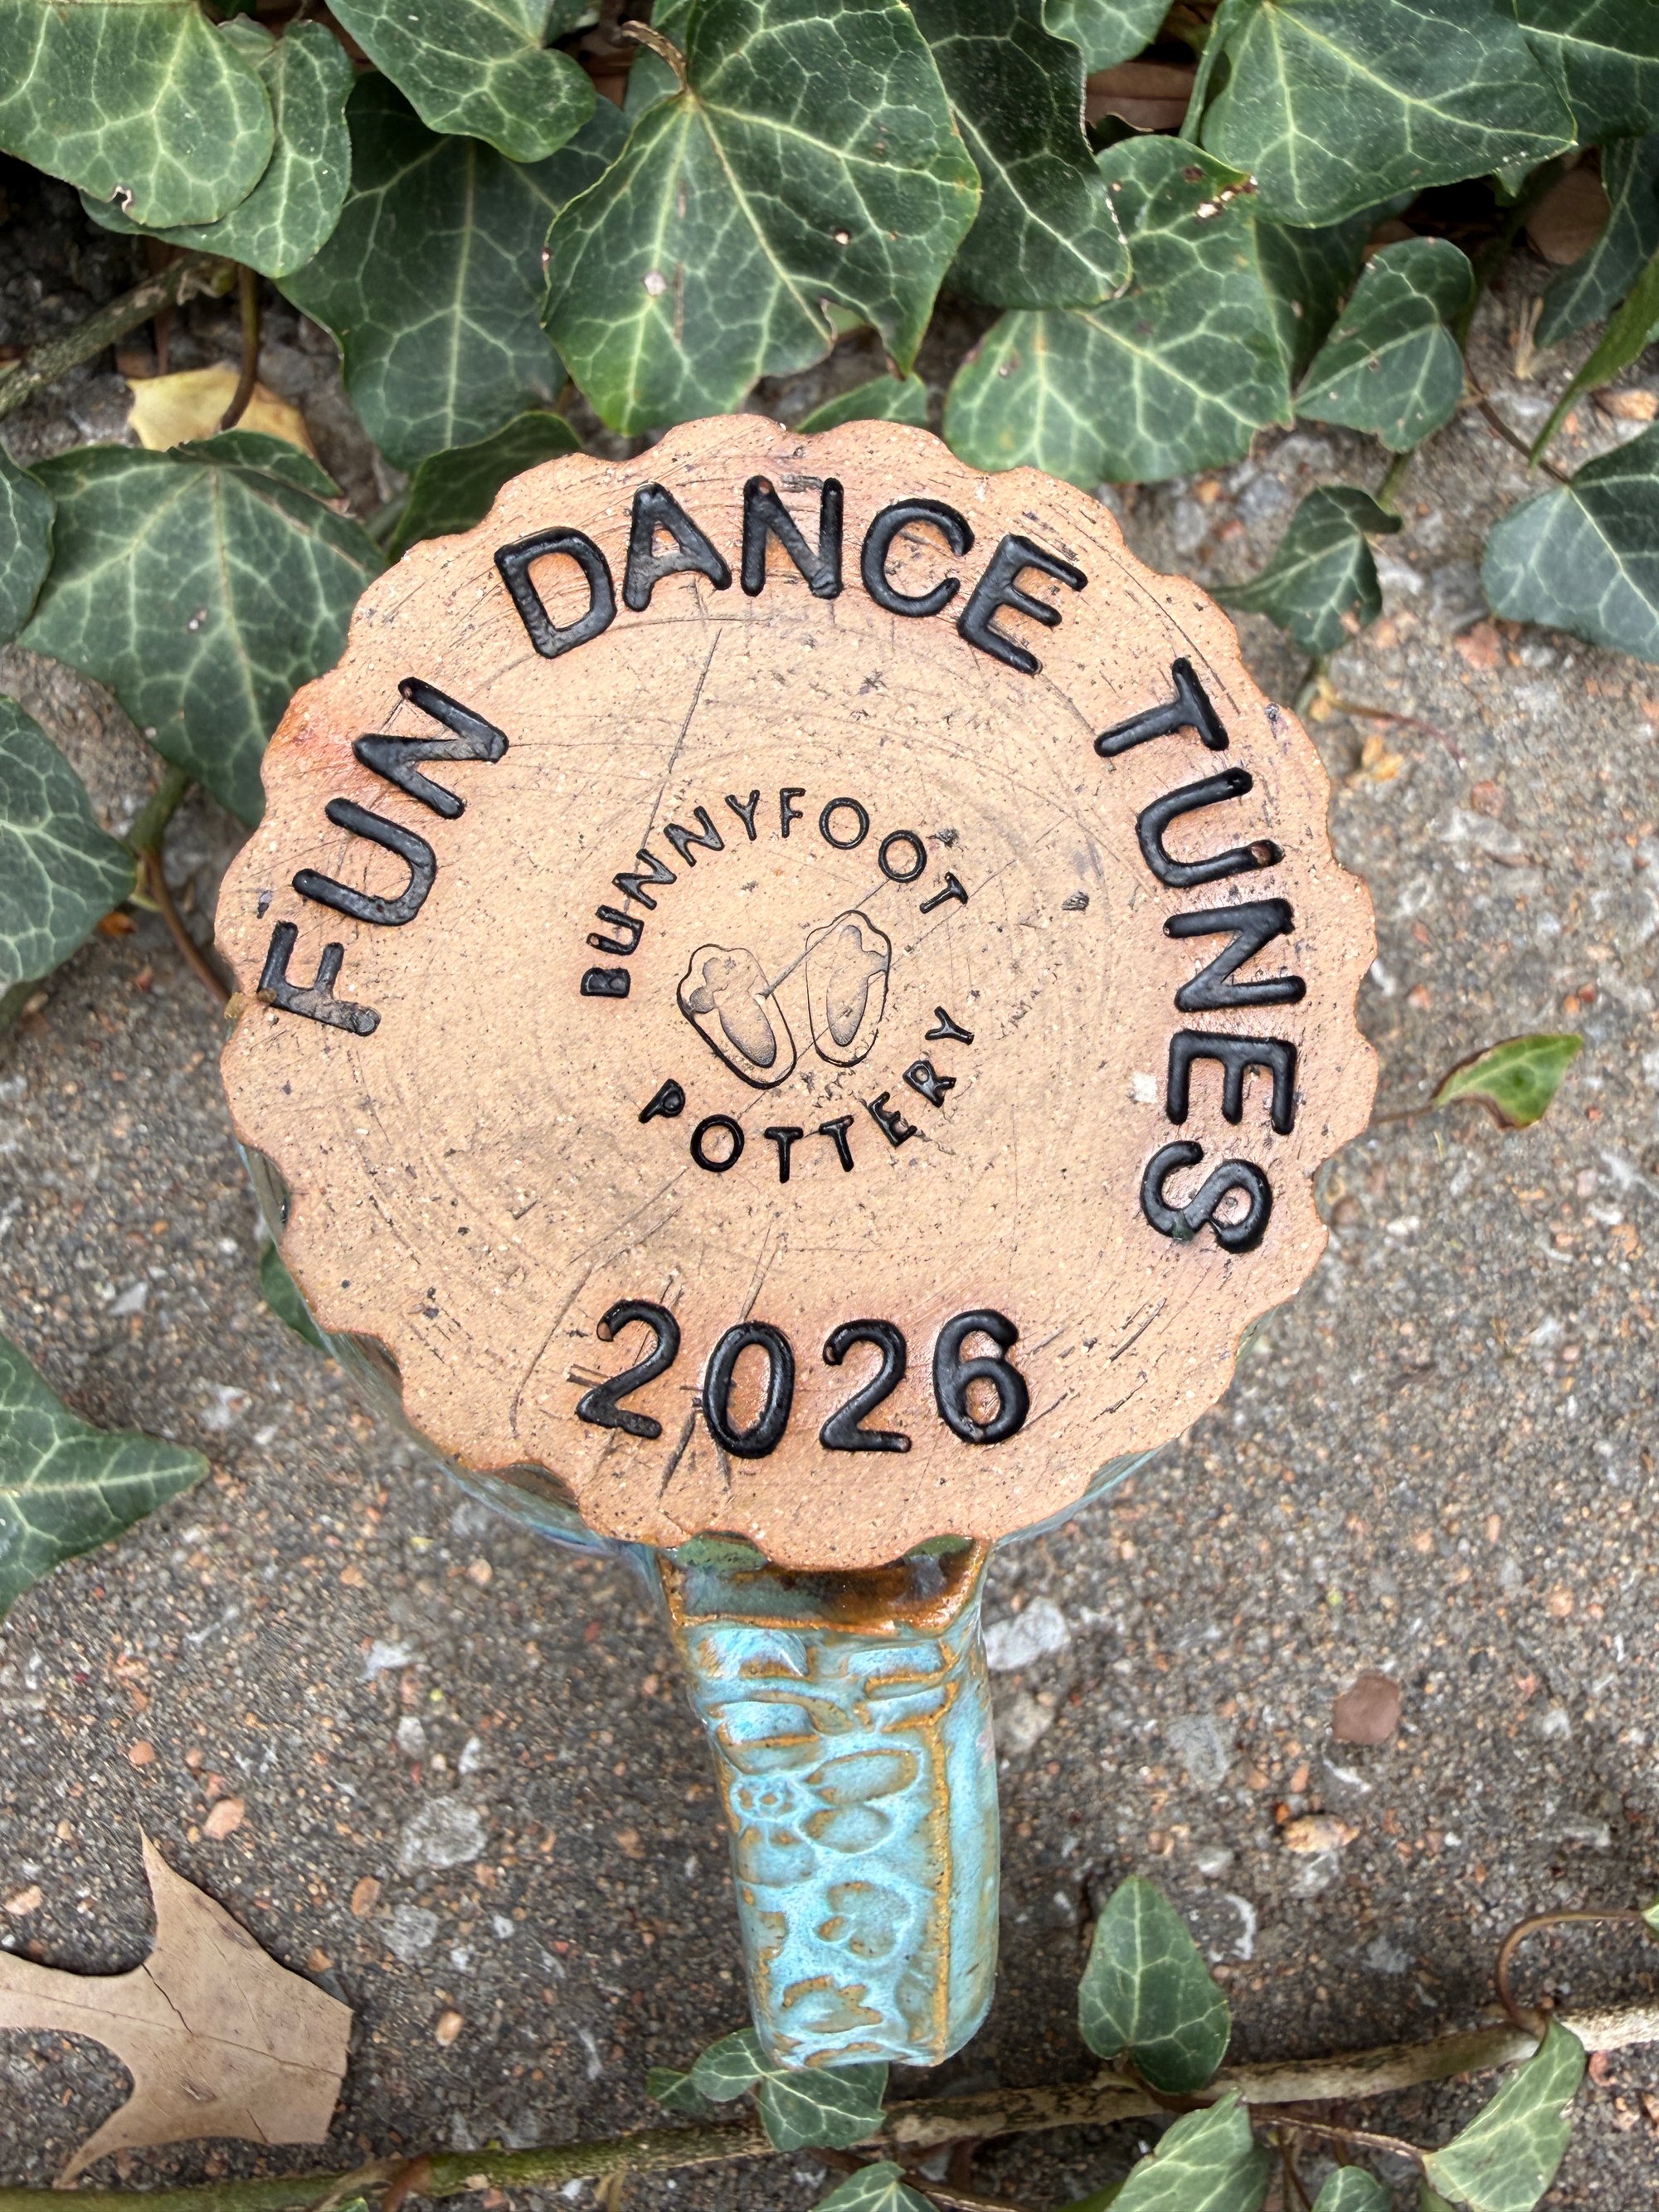 FUN DANCE TUNES
BUNNYFOOT
POTTERY
2026